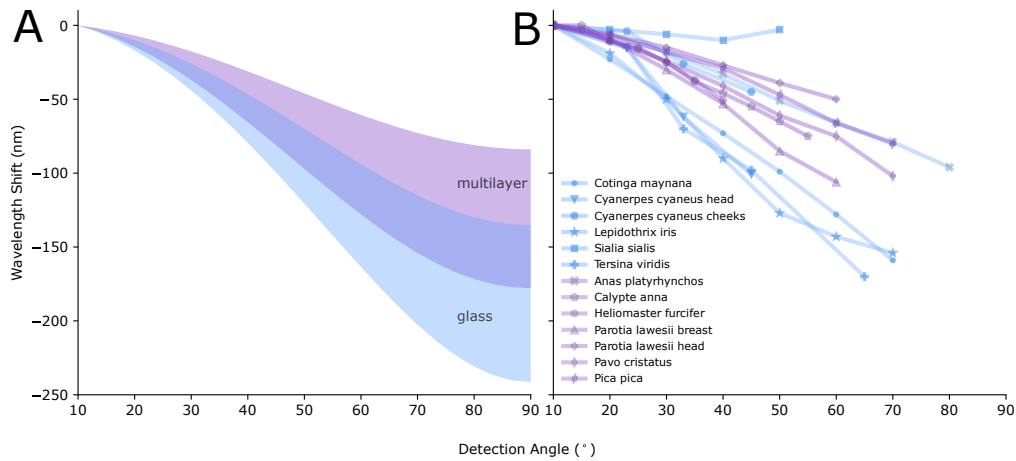 A
B
0
−50
−100
−150
−200
−250
Wavelength Shift (nm)
multilayer
glass
10 20 30 40 50 60 70 80 90
Cotinga maynana
Cyanerpes cyaneus head
Cyanerpes cyaneus cheeks
Lepidothrix iris
Sialia sialis
Tersina viridis
Anas platyrhynchos
Calypte anna
Heliomaster furcifer
Parotia lawesii breast
Parotia lawesii head
Pavo cristatus
Pica pica
10 20 30 40 50 60 70 80 90
Detection Angle (°)